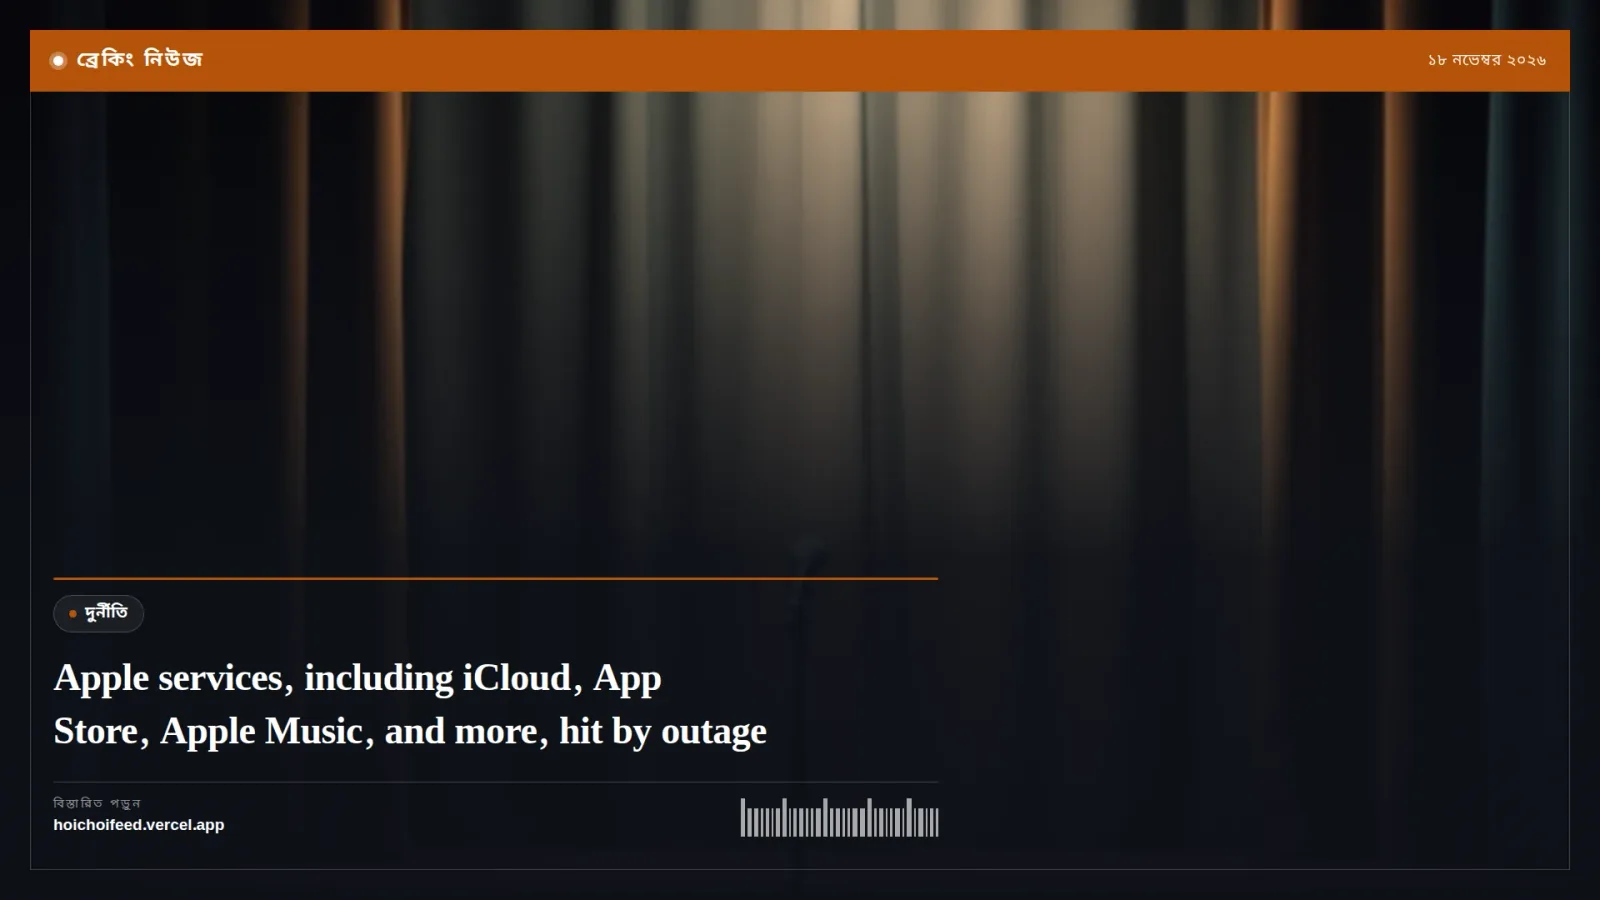 ব্রেকিং নিউজ
১৮ নভেম্বর ২০২৬
দুর্নীতি
Apple services, including iCloud, App
Store, Apple Music, and more, hit by outage
বিস্তারিত পড়ুন
hoichoifeed.vercel.app